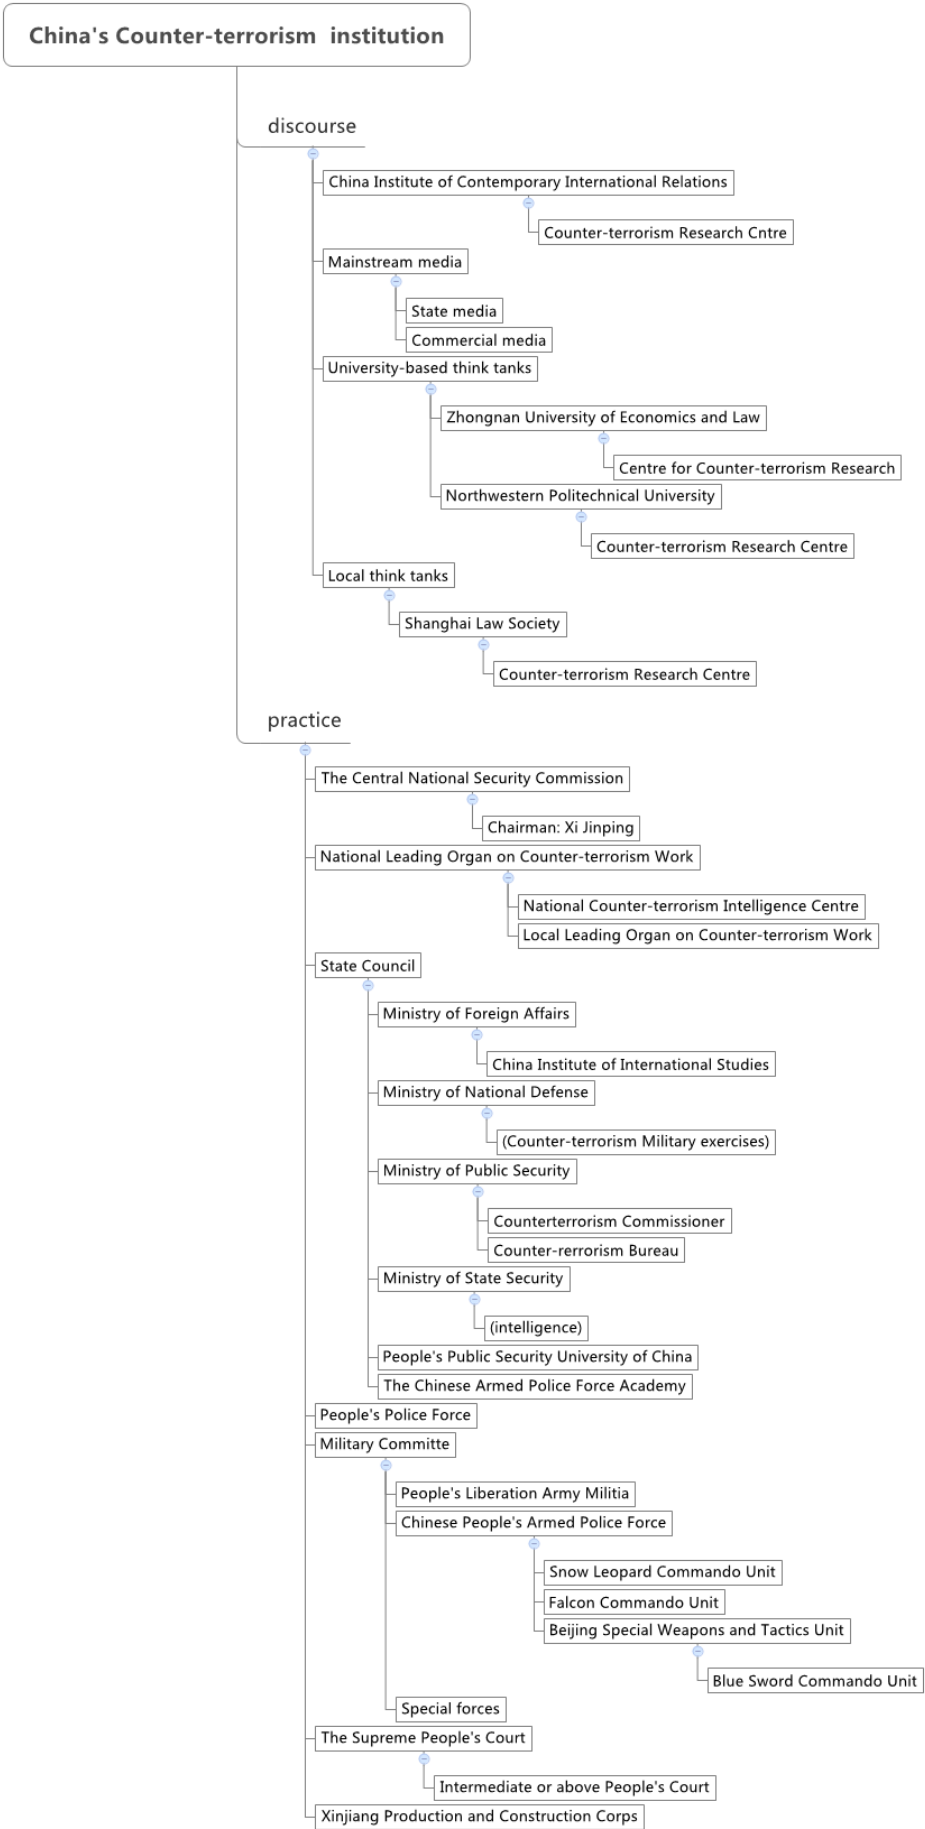 China's Counter-terrorism institution
discourse
China Institute of Contemporary International Relations
Counter-terrorism Research Cntre
Mainstream media
State media
Commercial media
University-based think tanks
Zhongnan University of Economics and Law
Centre for Counter-terrorism Research
Northwestern Politechnical University
Counter-terrorism Research Centre
Local think tanks
Shanghai Law Society
Counter-terrorism Research Centre
practice
The Central National Security Commission
Chairman: Xi Jinping
National Leading Organ on Counter-terrorism Work
National Counter-terrorism Intelligence Centre
Local Leading Organ on Counter-terrorism Work
State Council
Ministry of Foreign Affairs
China Institute of International Studies
Ministry of National Defense
(Counter-terrorism Military exercises)
Ministry of Public Security
Counterterrorism Commissioner
Counter-rerrorism Bureau
Ministry of State Security
(intelligence)
People's Public Security University of China
The Chinese Armed Police Force Academy
People's Police Force
Military Committe
People's Liberation Army Militia
Chinese People's Armed Police Force
Snow Leopard Commando Unit
Falcon Commando Unit
Beijing Special Weapons and Tactics Unit
Blue Sword Commando Unit
Special forces
The Supreme People's Court
Intermediate or above People's Court
Xinjiang Production and Construction Corps